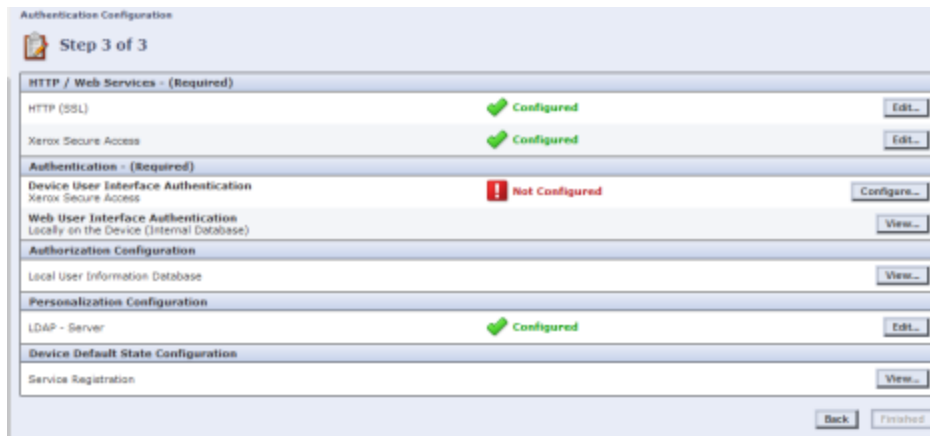 Authentication Configuration
Step 3 of 3
HTTP / Web Services - (Required)
HTTP (SSL) Configured Edit...
Xerox Secure Access Configured Edit...
Authentication - (Required)
Device User Interface Authentication
Xerox Secure Access Not Configured Configure...
Web User Interface Authentication
Locally on the Device (Internal Database) View...
Authorization Configuration
Local User Information Database View...
Personalization Configuration
LDAP - Server Configured Edit...
Device Default State Configuration
Service Registration View...
Back Finished